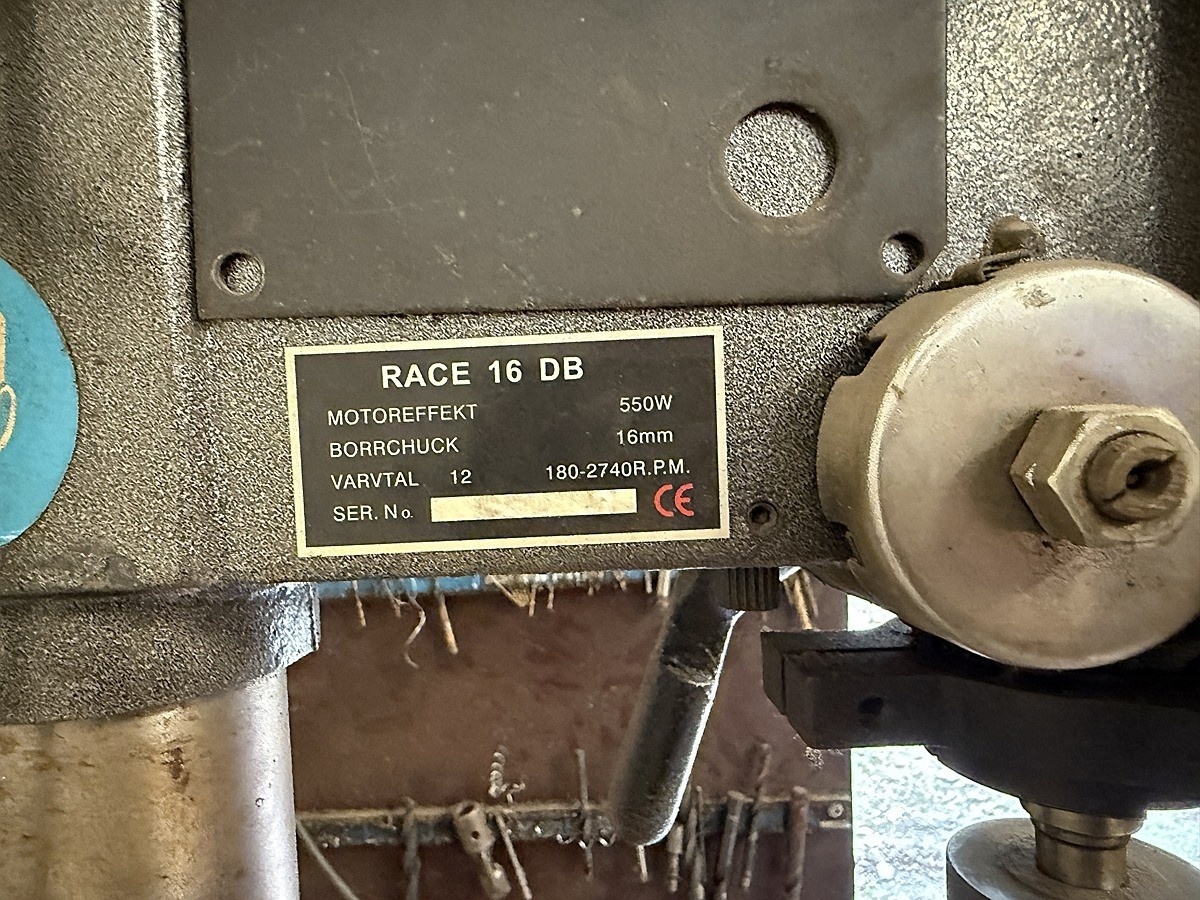 RACE 16 DB
MOTOREFFEKT 550W
BORRCHUCK 16mm
VARVTAL 12 180-2740R.P.M.
SER. No. CE